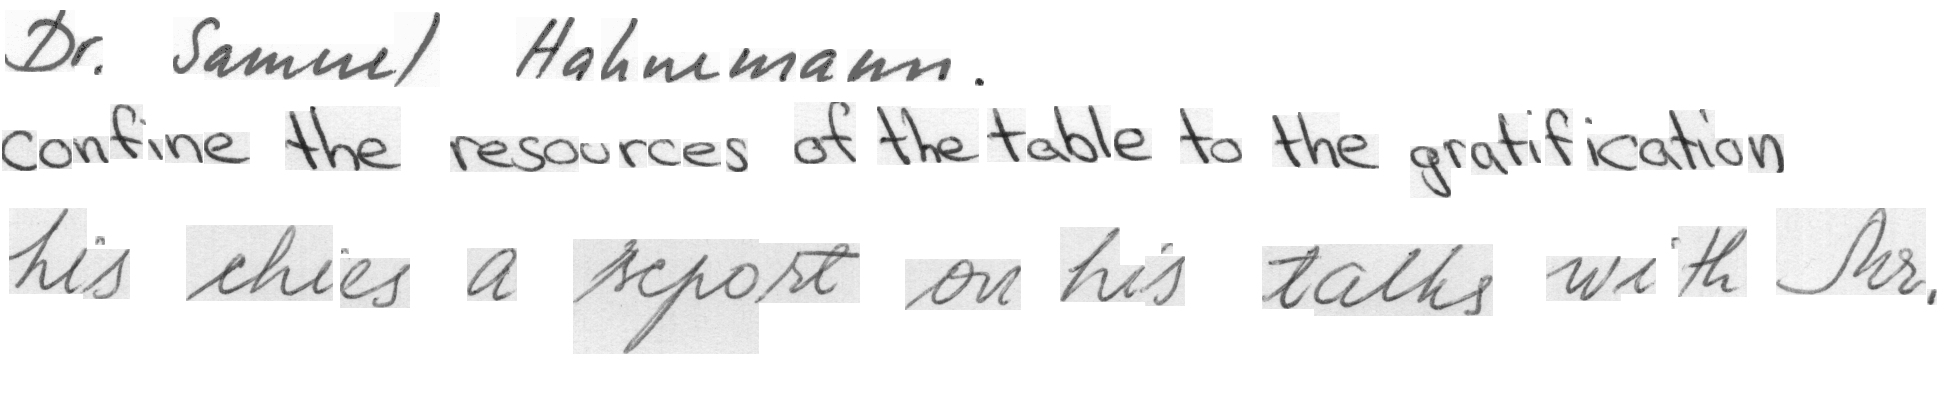 Dr. Samuel Hahnemann.
confine the resources of the table to the gratification
his chies a report on his talks with Mr.